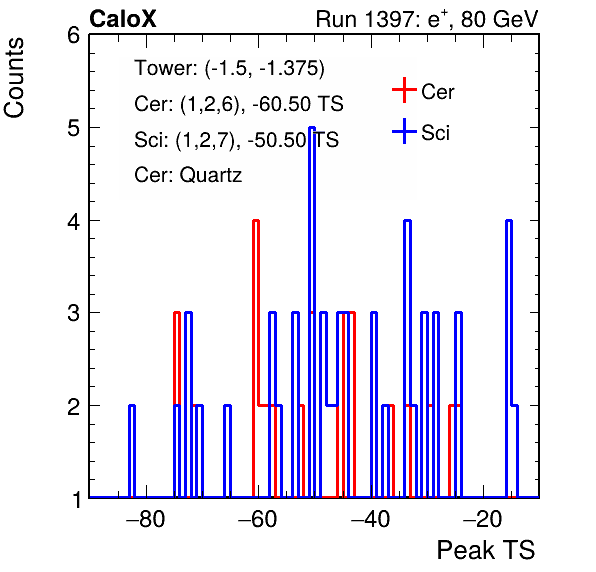 CaloX Run 1397: e⁺, 80 GeV
Counts
Tower: (-1.5, -1.375)
Cer: (1,2,6), -60.50 TS
Sci: (1,2,7), -50.50 TS
Cer: Quartz
Cer
Sci
6
5
4
3
2
1
−80 −60 −40 −20
Peak TS